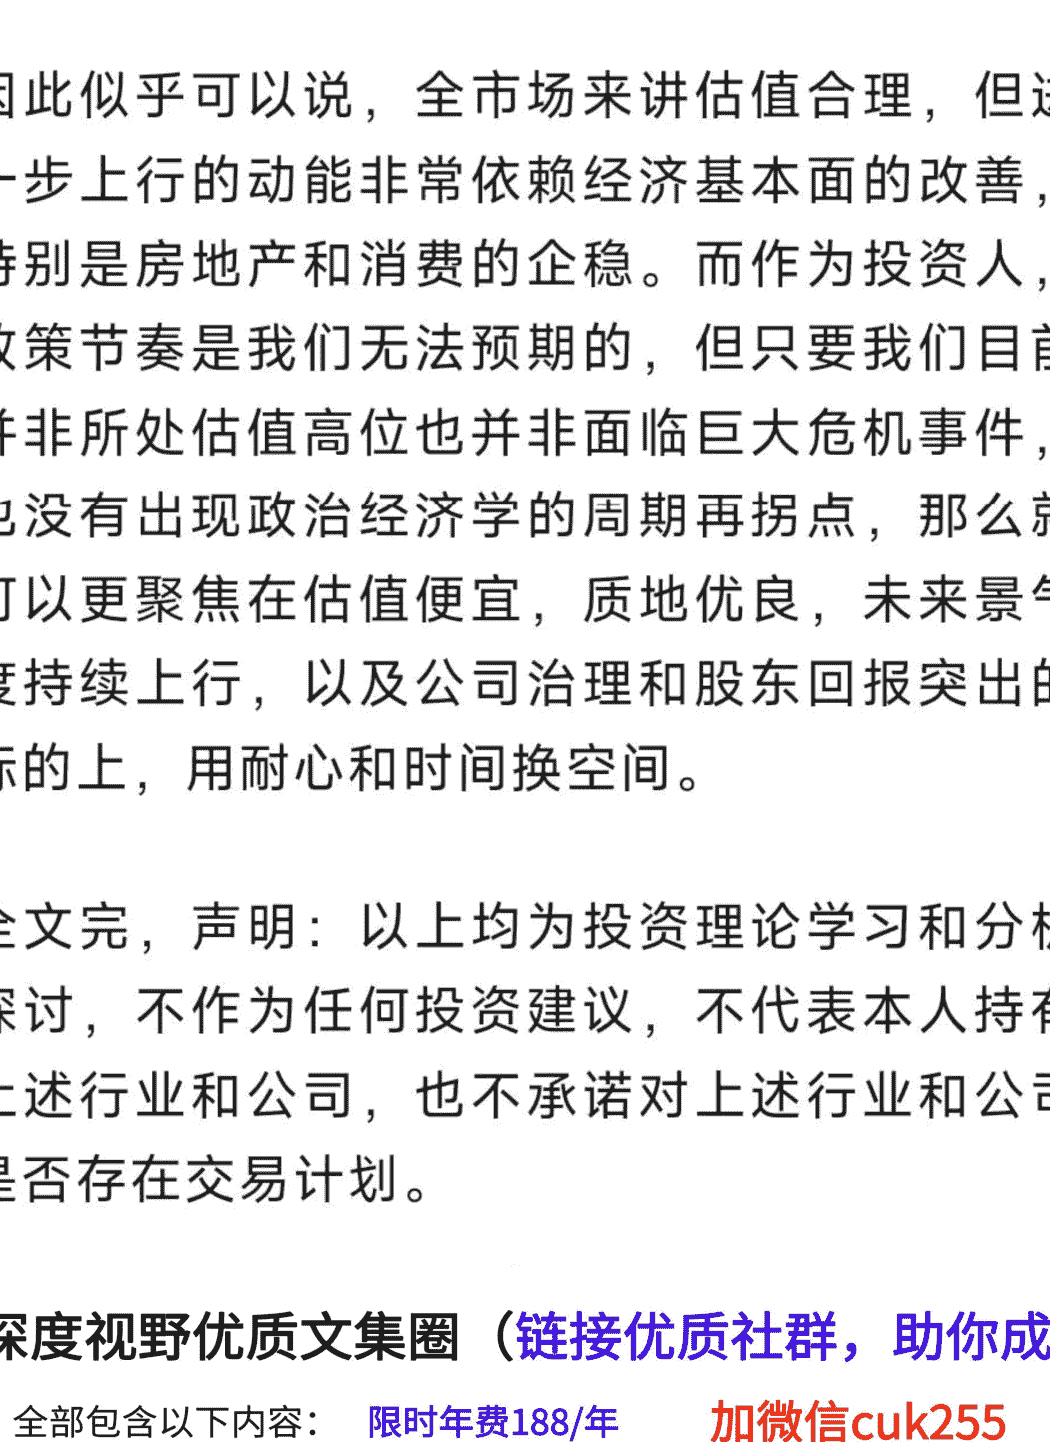 因此似乎可以说，全市场来讲估值合理，但进
一步上行的动能非常依赖经济基本面的改善，
特别是房地产和消费的企稳。而作为投资人，
政策节奏是我们无法预期的，但只要我们目前
并非所处估值高位也并非面临巨大危机事件，
也没有出现政治经济学的周期再拐点，那么就
可以更聚焦在估值便宜，质地优良，未来景气
度持续上行，以及公司治理和股东回报突出的
标的上，用耐心和时间换空间。
全文完，声明：以上均为投资理论学习和分析
探讨，不作为任何投资建议，不代表本人持有
上述行业和公司，也不承诺对上述行业和公司
是否存在交易计划。
深度视野优质文集圈（链接优质社群，助你成
全部包含以下内容： 限时年费188/年 加微信cuk255